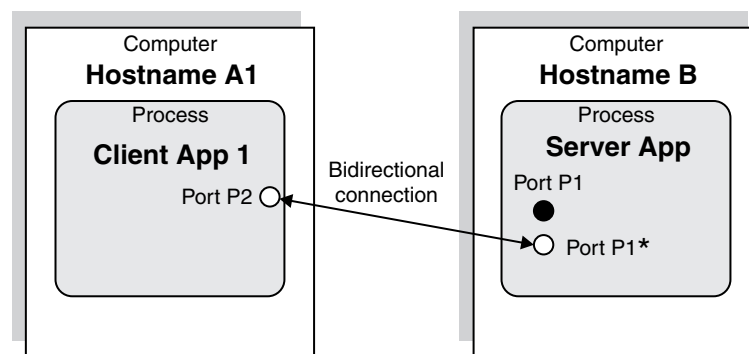 Computer
Hostname A1
Process
Client App 1
Port P2
Bidirectional
connection
Computer
Hostname B
Process
Server App
Port P1
Port P1*